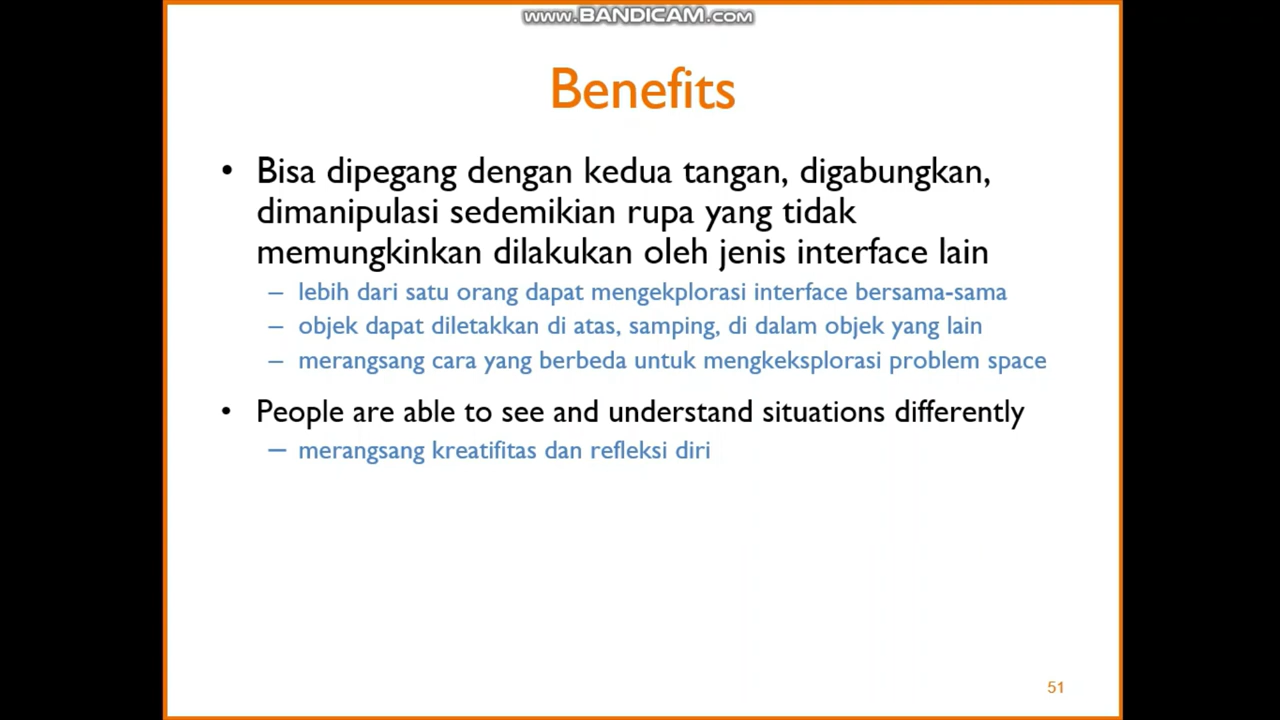 www.BANDICAM.com
Benefits
• Bisa dipegang dengan kedua tangan, digabungkan,
dimanipulasi sedemikian rupa yang tidak
memungkinkan dilakukan oleh jenis interface lain
– lebih dari satu orang dapat mengekplorasi interface bersama-sama
– objek dapat diletakkan di atas, samping, di dalam objek yang lain
– merangsang cara yang berbeda untuk mengkeksplorasi problem space
• People are able to see and understand situations differently
– merangsang kreatifitas dan refleksi diri
51